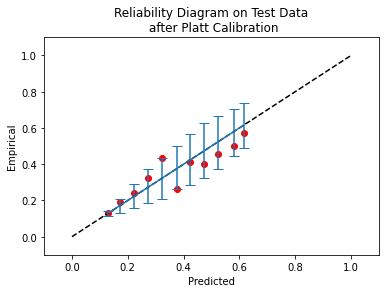 Reliability Diagram on Test Data
after Platt Calibration
1.0
0.8
0.6
0.4
0.2
0.0
Empirical
0.0 0.2 0.4 0.6 0.8 1.0
Predicted